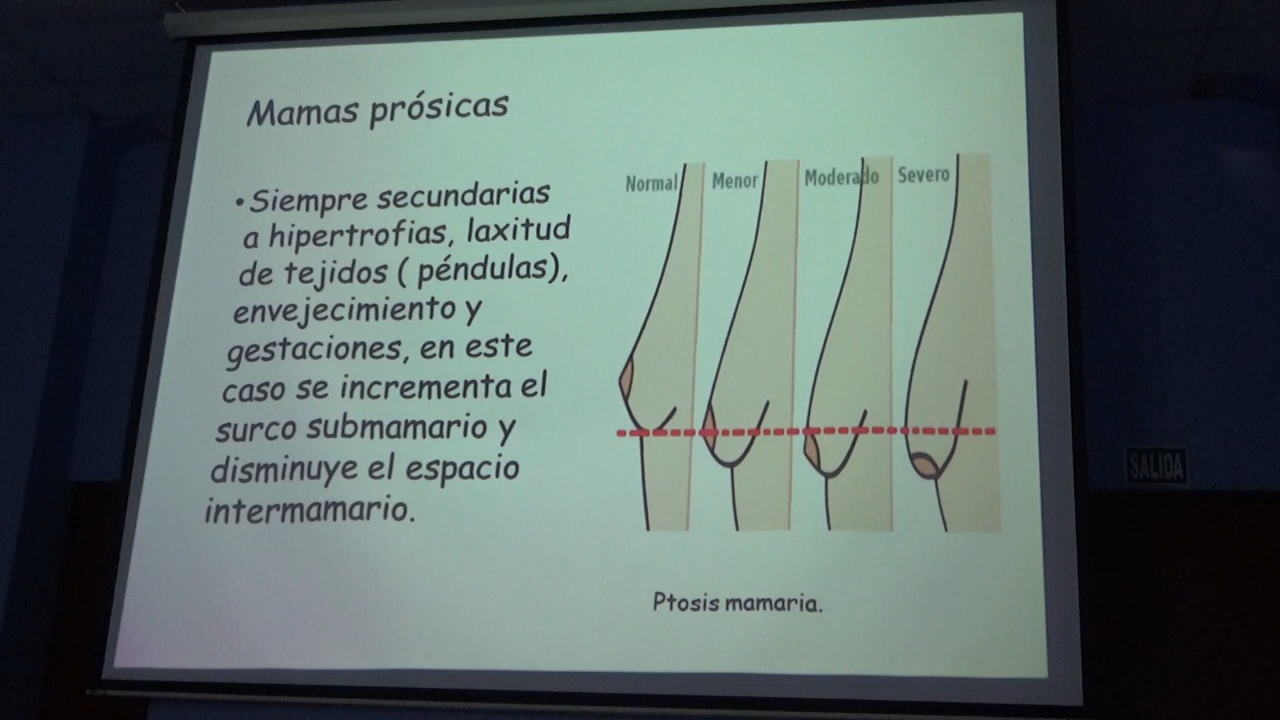 Mamas prósicas
• Siempre secundarias
a hipertrofias, laxitud
de tejidos ( péndulas),
envejecimiento y
gestaciones, en este
caso se incrementa el
surco submamario y
disminuye el espacio
intermamario.
Normal
Menor
Moderado
Severo
Ptosis mamaria.
SALIDA